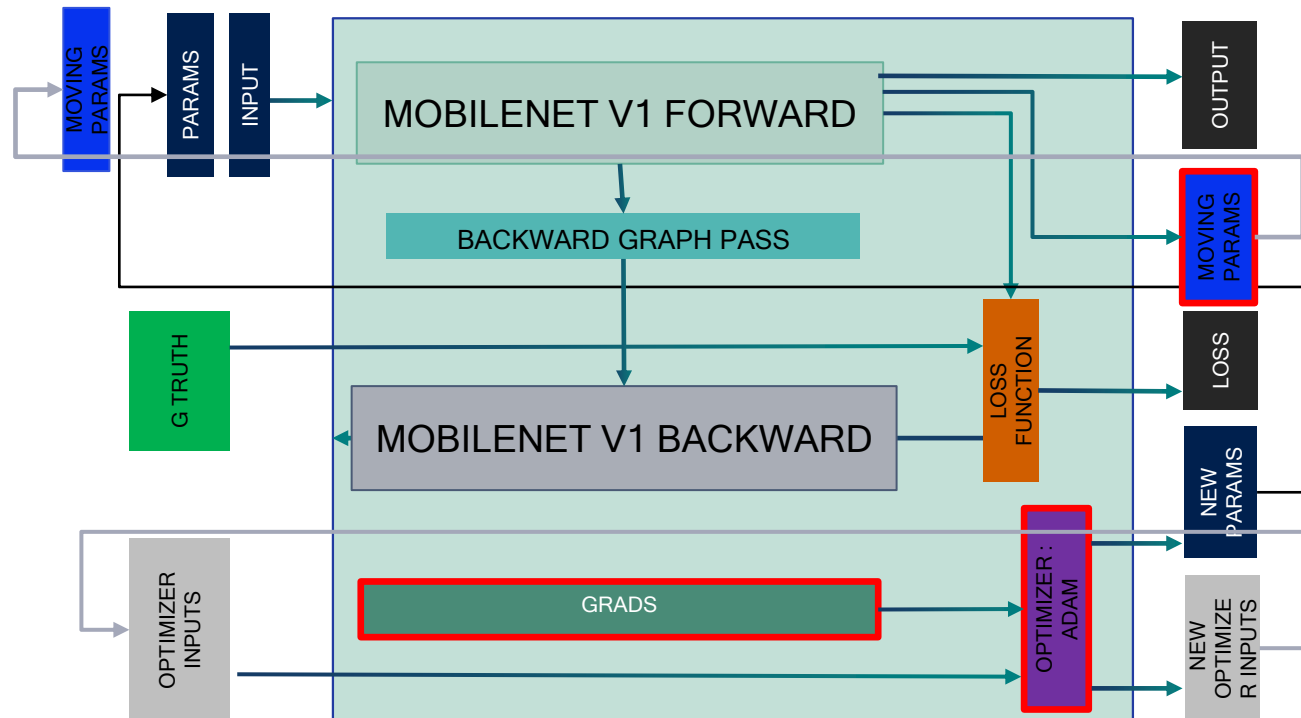 MOVING
PARAMS
PARAMS
INPUT
MOBILENET V1 FORWARD
OUTPUT
BACKWARD GRAPH PASS
MOVING
PARAMS
G TRUTH
LOSS
FUNCTION
LOSS
MOBILENET V1 BACKWARD
NEW
PARAMS
OPTIMIZER
INPUTS
GRADS
OPTIMIZER :
ADAM
NEW
OPTIMIZE
R INPUTS